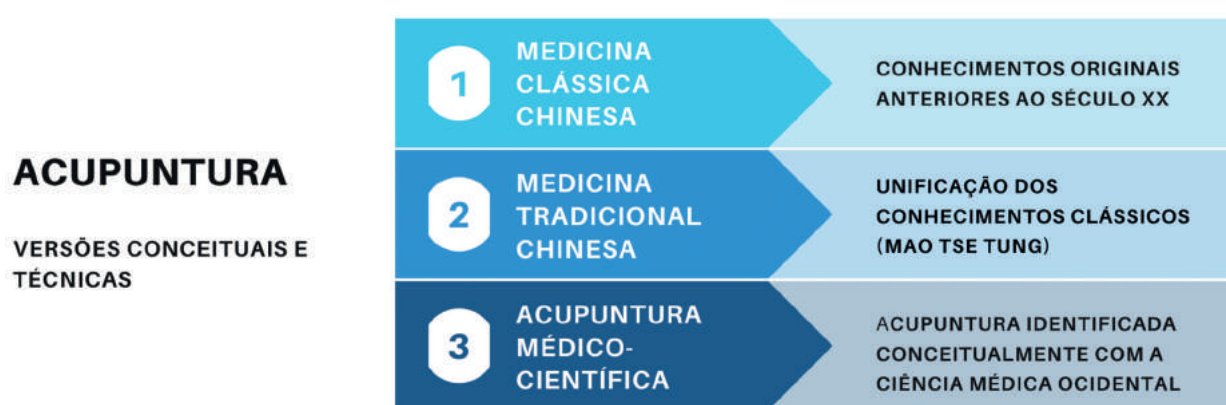 ACUPUNTURA
VERSÕES CONCEITUAIS E
TÉCNICAS
1
MEDICINA
CLÁSSICA
CHINESA
CONHECIMENTOS ORIGINAIS
ANTERIORES AO SÉCULO XX
2
MEDICINA
TRADICIONAL
CHINESA
UNIFICAÇÃO DOS
CONHECIMENTOS CLÁSSICOS
(MAO TSE TUNG)
3
ACUPUNTURA
MÉDICO-
CIENTÍFICA
ACUPUNTURA IDENTIFICADA
CONCEITUALMENTE COM A
CIÊNCIA MÉDICA OCIDENTAL